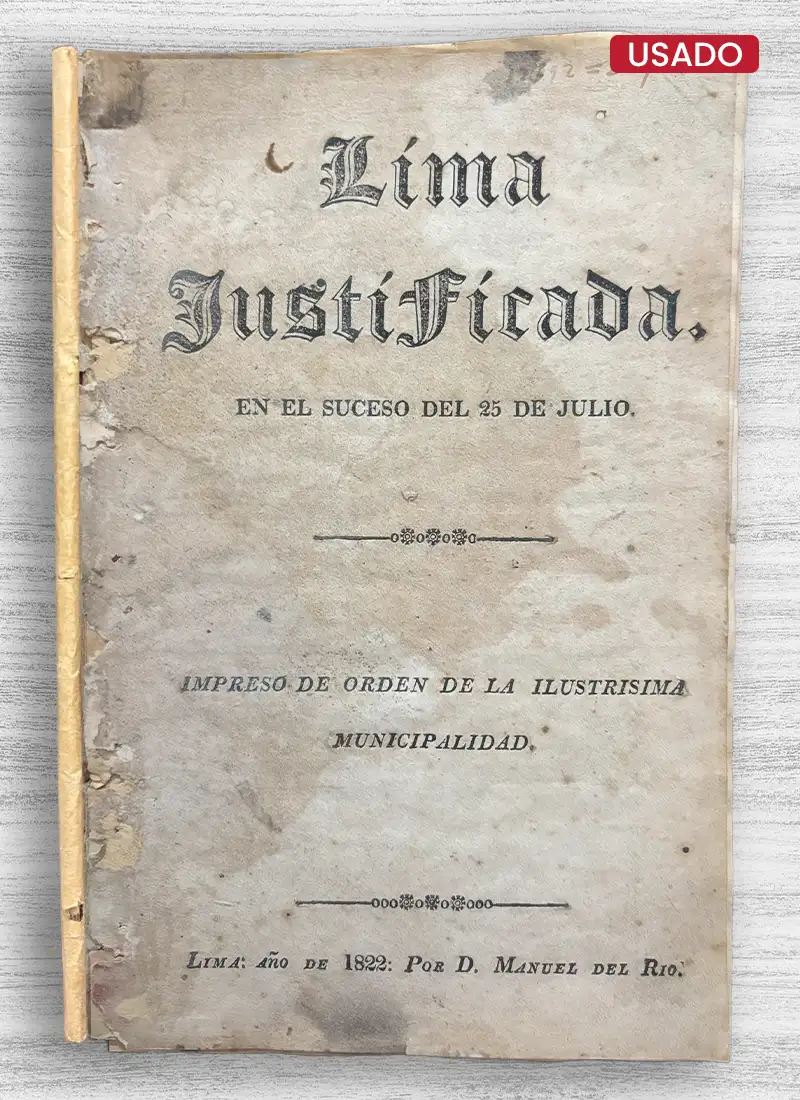 USADO
Lima
Justificada.
EN EL SUCESO DEL 25 DE JULIO.
IMPRESO DE ORDEN DE LA ILUSTRISIMA
MUNICIPALIDAD.
LIMA: AÑO DE 1822: POR D. MANUEL DEL RIO.